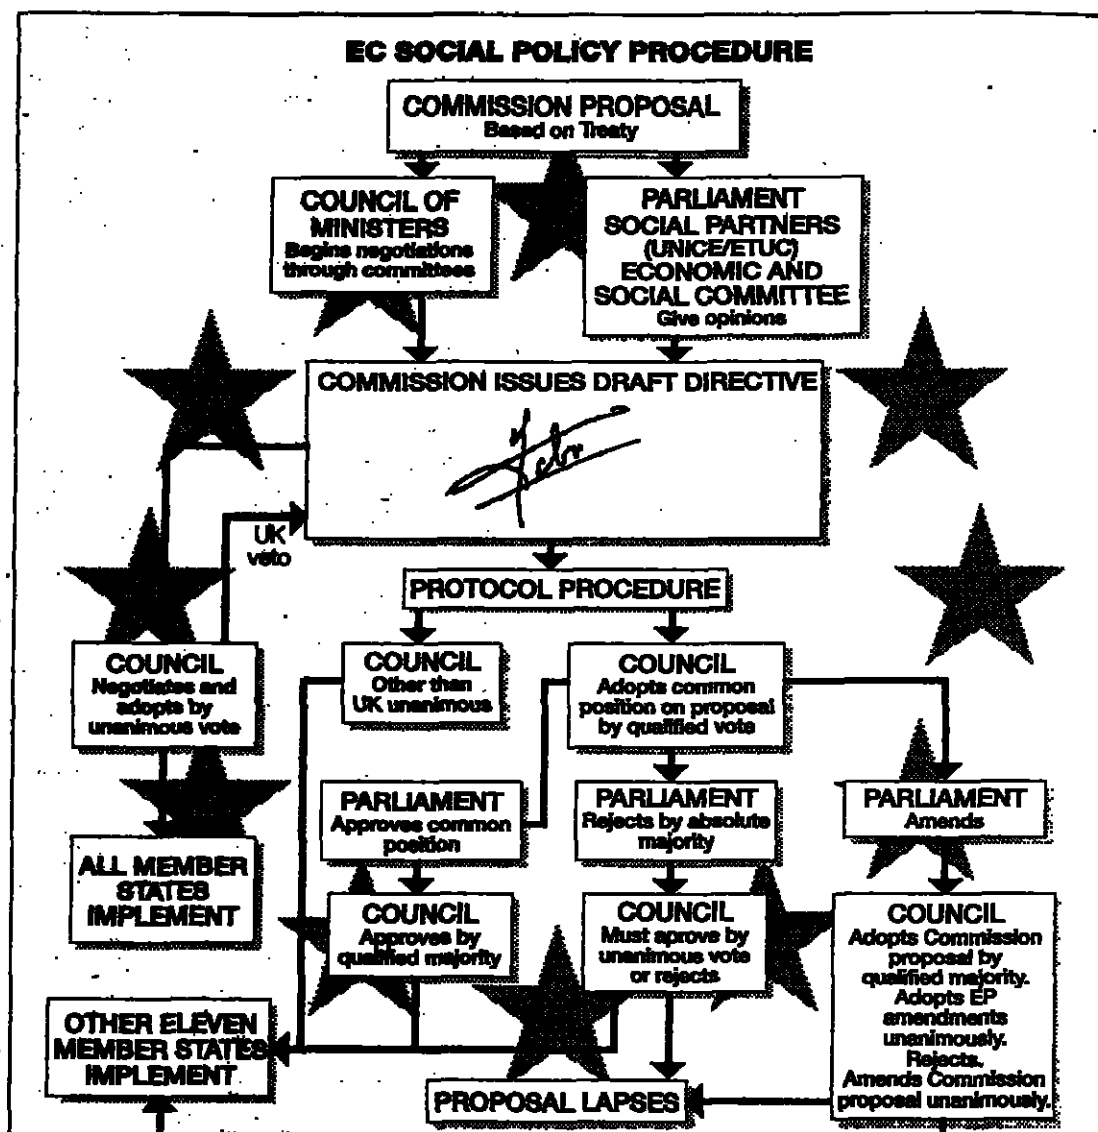 EC SOCIAL POLICY PROCEDURE
COMMISSION PROPOSAL
Based on Treaty
COUNCIL OF
MINISTERS
Begins negotiations
through committees
PARLIAMENT
SOCIAL PARTNERS
(UNICE/ETUC)
ECONOMIC AND
SOCIAL COMMITTEE
Give opinions
COMMISSION ISSUES DRAFT DIRECTIVE
UK
veto
PROTOCOL PROCEDURE
COUNCIL
Negotiates and
adopts by
unanimous vote
COUNCIL
Other than
UK unanimous
COUNCIL
Adopts common
position on proposal
by qualified vote
PARLIAMENT
Approves common
position
PARLIAMENT
Rejects by absolute
majority
PARLIAMENT
Amends
ALL MEMBER
STATES
IMPLEMENT
COUNCIL
Approves by
qualified majority
COUNCIL
Must aprove by
unanimous vote
or rejects
COUNCIL
Adopts Commission
proposal by
qualified majority.
Adopts EP
amendments
unanimously.
Rejects.
Amends Commission
proposal unanimously.
OTHER ELEVEN
MEMBER STATES
IMPLEMENT
PROPOSAL LAPSES